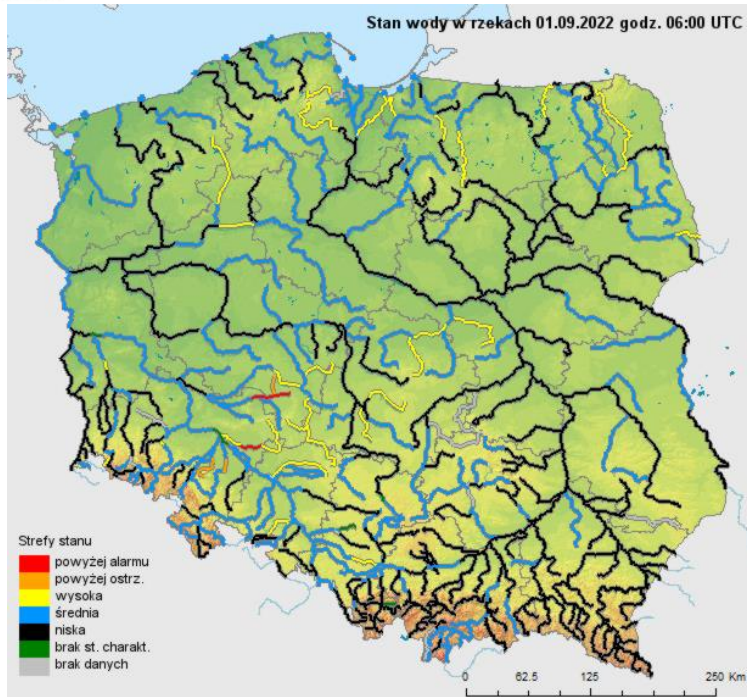 Stan wody w rzekach 01.09.2022 godz. 06:00 UTC
Strefy stanu
powyżej alarmu
powyżej ostrz.
wysoka
średnia
niska
brak st. charakt.
brak danych
0 62.5 125 250 Km